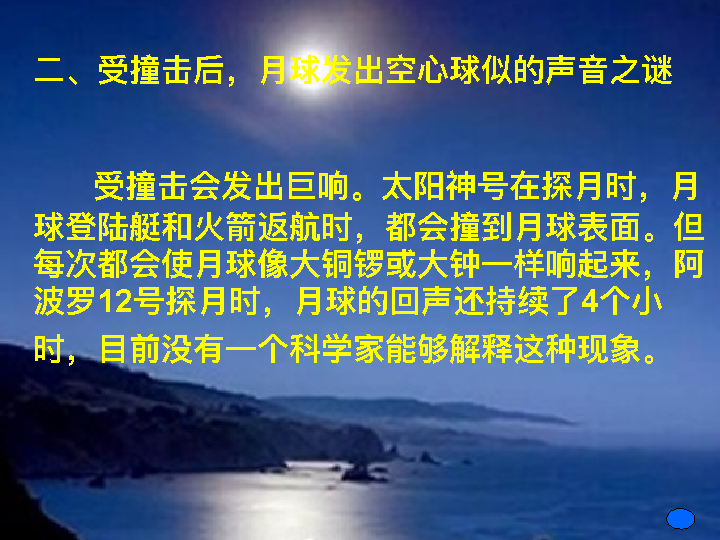 二、受撞击后，月球发出空心球似的声音之谜
受撞击会发出巨响。太阳神号在探月时，月
球登陆艇和火箭返航时，都会撞到月球表面。但
每次都会使月球像大铜锣或大钟一样响起来，阿
波罗12号探月时，月球的回声还持续了4个小
时，目前没有一个科学家能够解释这种现象。